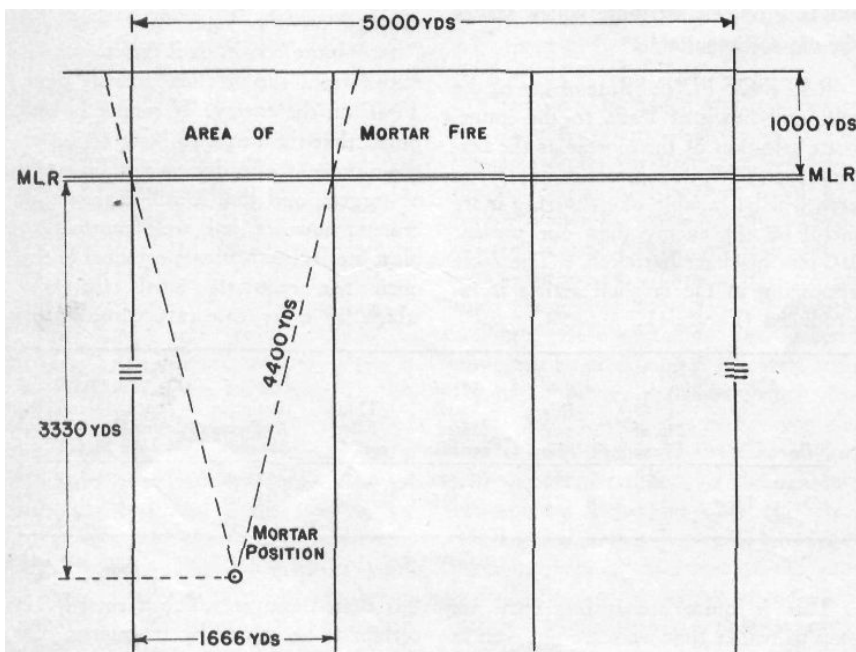 5000 YDS
AREA OF MORTAR FIRE
1000 YDS
MLR MLR
4400 YDS
3330 YDS
MORTAR
POSITION
1666 YDS